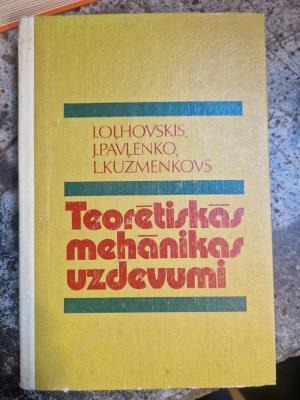 I.OĻHOVSKIS,
J.PAVĻENKO,
L.KUZMENKOVS
Teorētiskās
mehānikas
uzdevumi